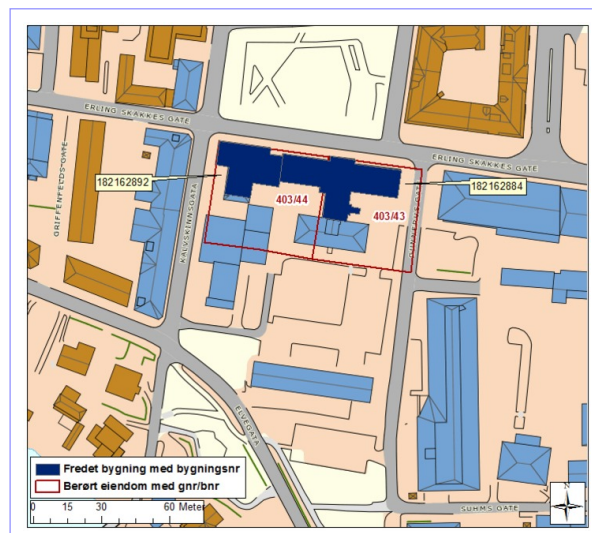 ERLING SKAKKES GATE
GRIFFENFELDS GATE
KALVSKINNSGATA
ERLING SKAKKES GATE
182162892
182162884
403/44
403/43
GUNNERUS GATE
ELVEGATA
SUHMS GATE
Fredet bygning med bygningsnr
Berørt eiendom med gnr/bnr
0 15 30 60 Meter